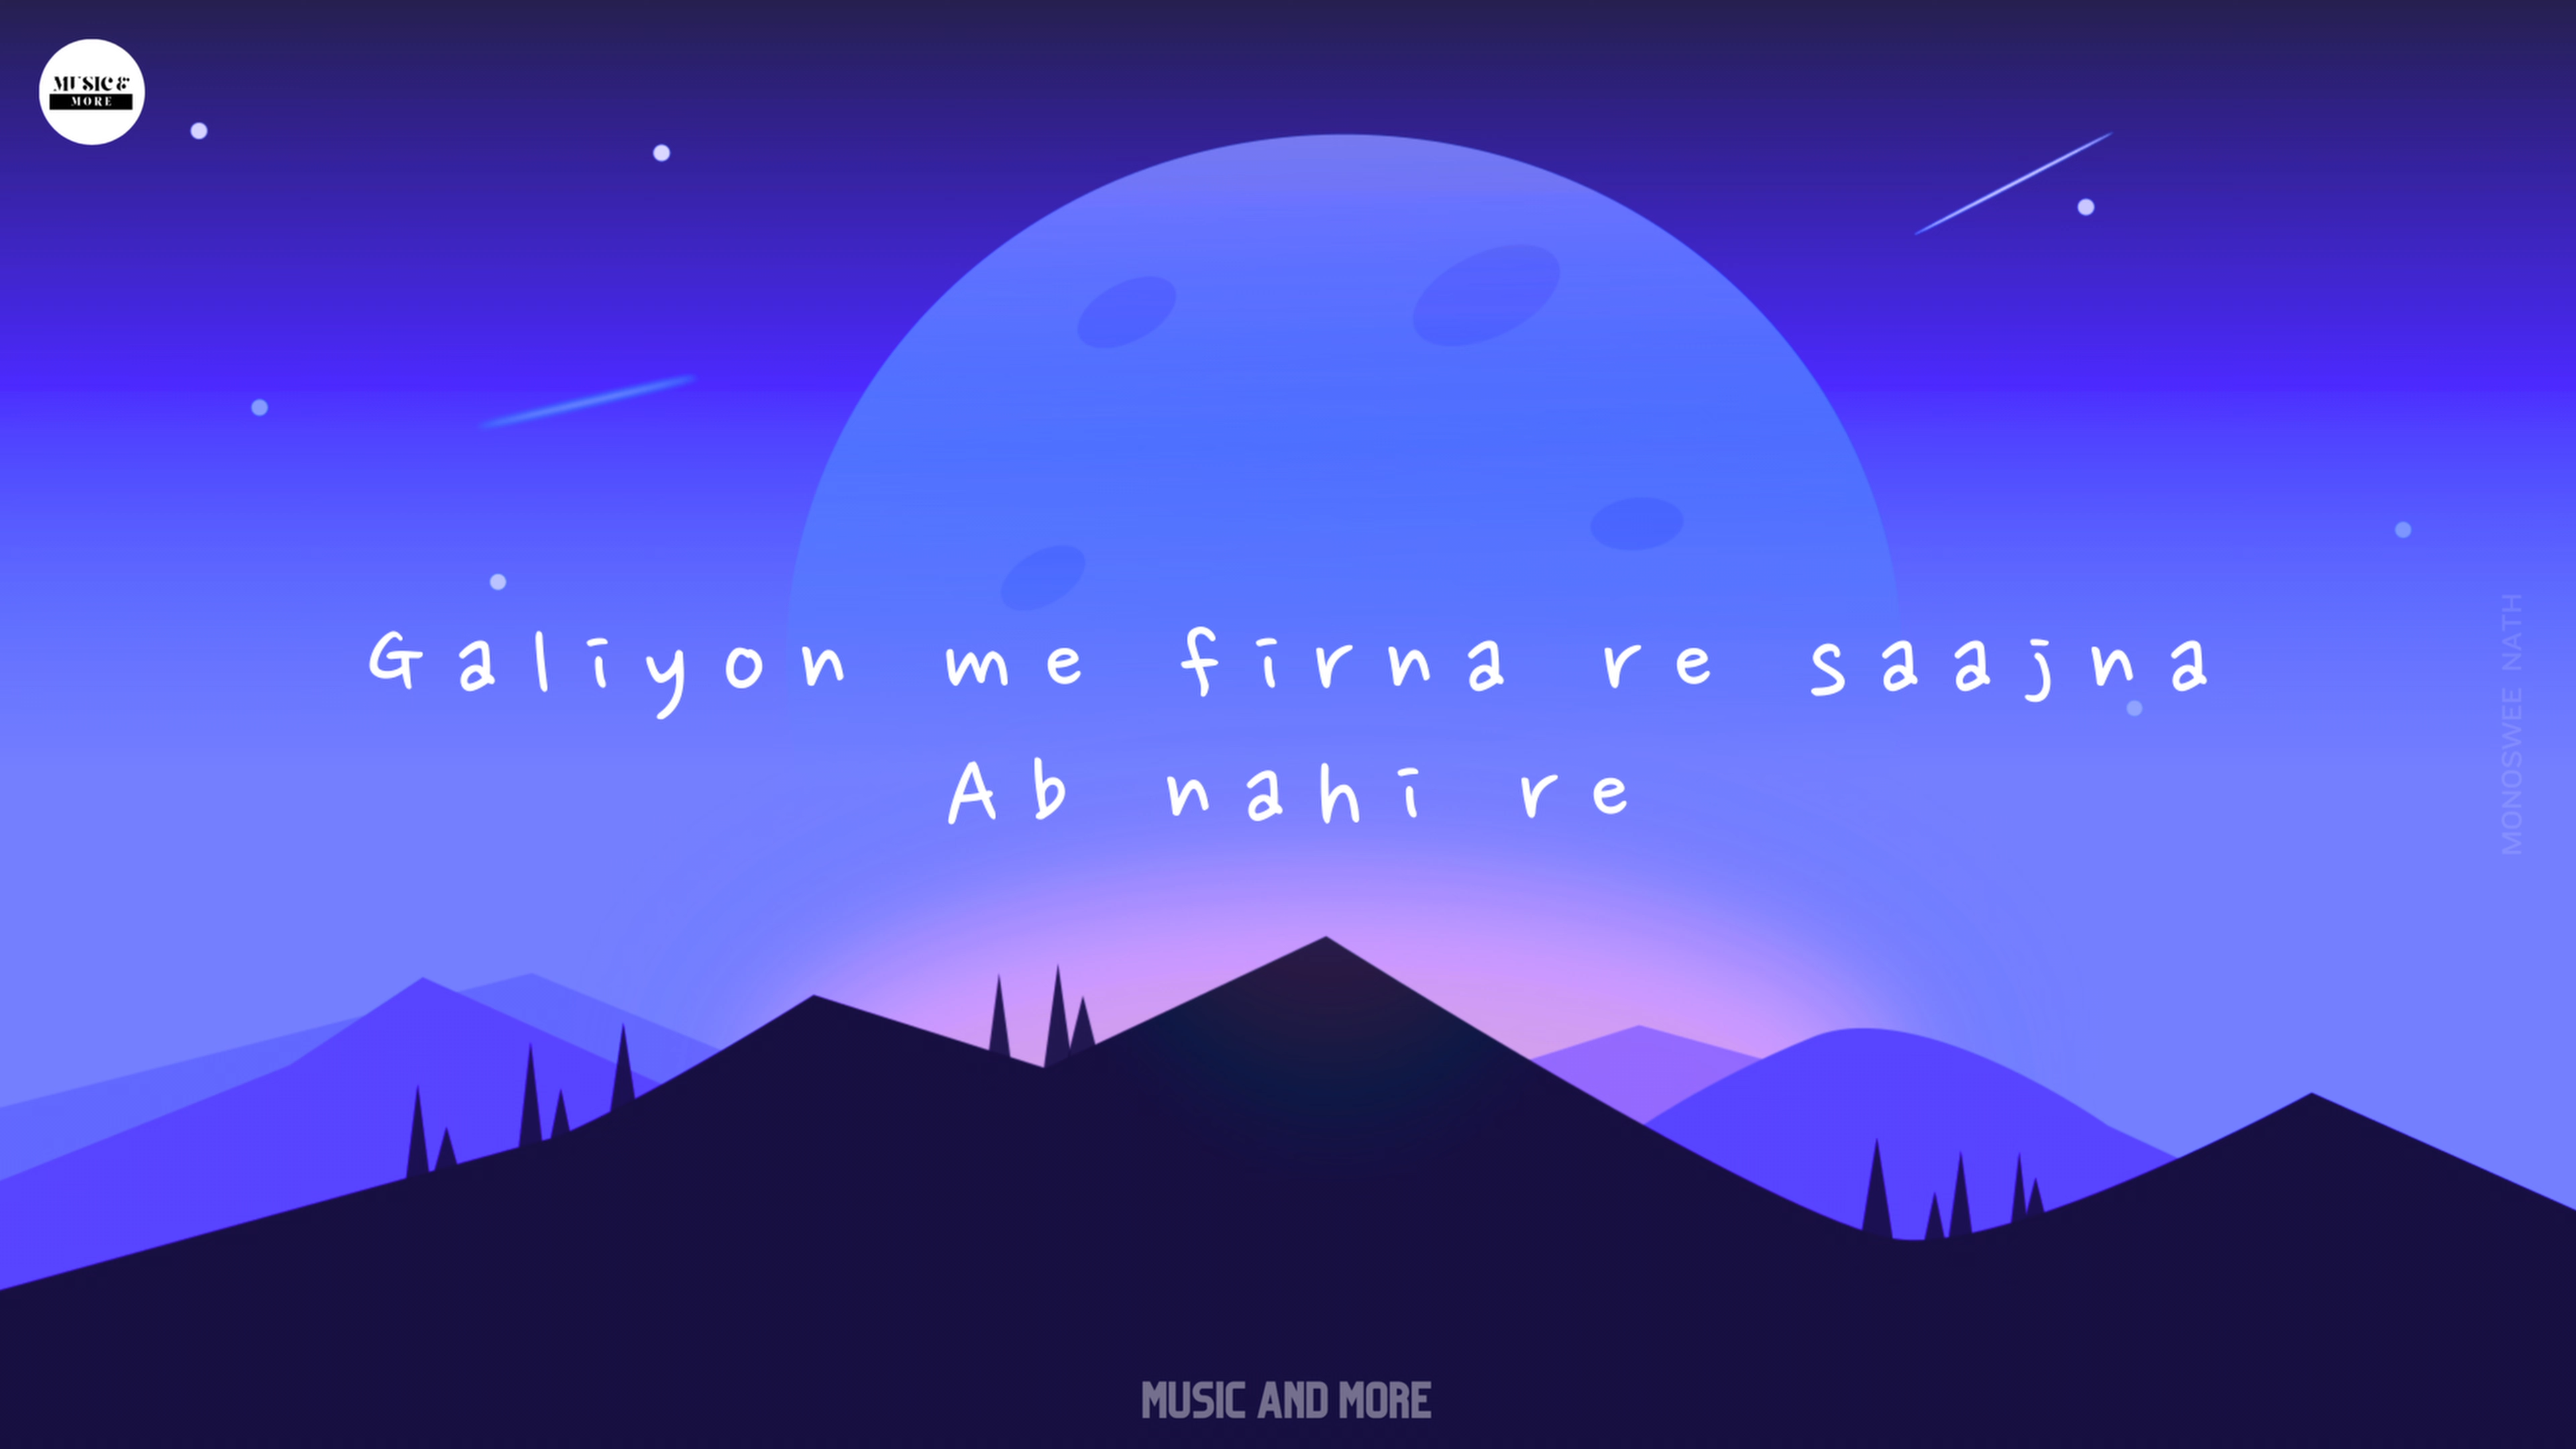 MUSIC &
MORE
Galiyon me firna re saajna
Ab nahi re
MONOSWEE NATH
MUSIC AND MORE